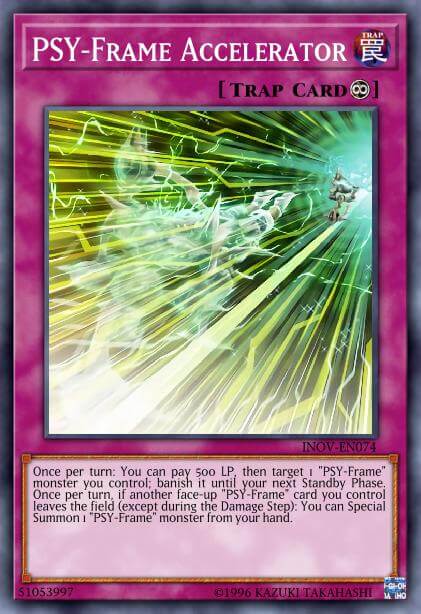 PSY-Frame Accelerator
TRAP
罠
[Trap Card]
INOV-EN074
Once per turn: You can pay 500 LP, then target 1 "PSY-Frame"
monster you control; banish it until your next Standby Phase.
Once per turn, if another face-up "PSY-Frame" card you control
leaves the field (except during the Damage Step): You can Special
Summon 1 "PSY-Frame" monster from your hand.
51053997
©1996 KAZUKI TAKAHASHI